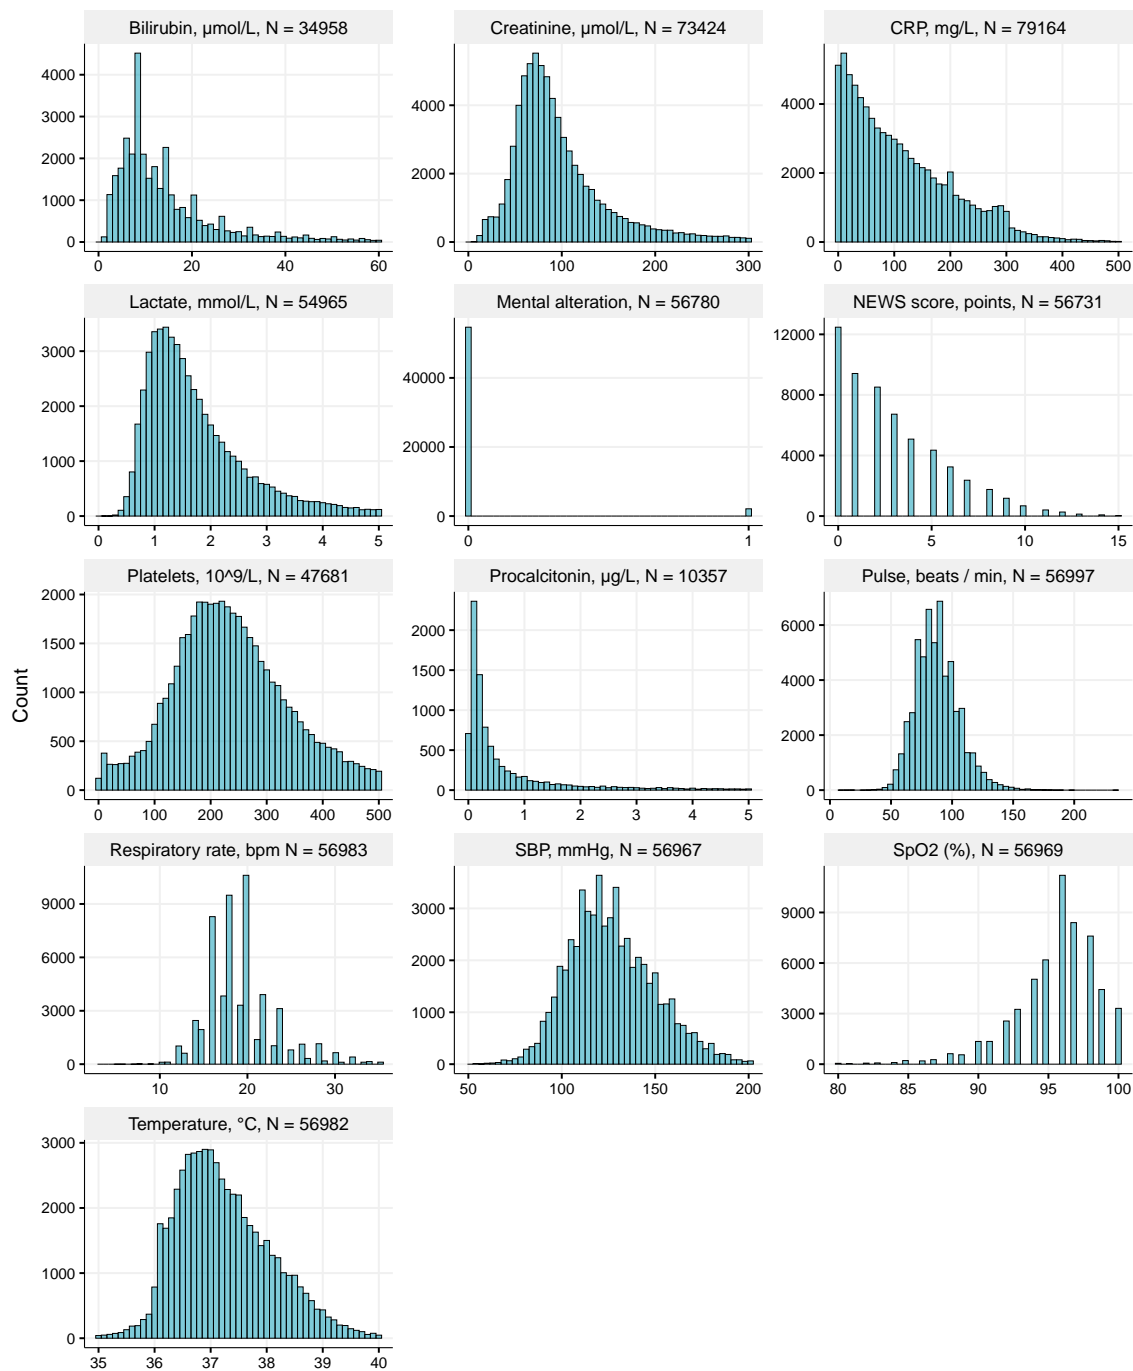 Bilirubin, µmol/L, N = 34958
4000
3000
2000
1000
0
0 20 40 60
Creatinine, µmol/L, N = 73424
4000
2000
0
0 100 200 300
CRP, mg/L, N = 79164
4000
2000
0
0 100 200 300 400 500
Lactate, mmol/L, N = 54965
3000
2000
1000
0
0 1 2 3 4 5
Mental alteration, N = 56780
40000
20000
0
0 1
NEWS score, points, N = 56731
12000
8000
4000
0
0 5 10 15
Count
Platelets, 10^9/L, N = 47681
2000
1500
1000
500
0
0 100 200 300 400 500
Procalcitonin, µg/L, N = 10357
2000
1500
1000
500
0
0 1 2 3 4 5
Pulse, beats / min, N = 56997
6000
4000
2000
0
0 50 100 150 200
Respiratory rate, bpm N = 56983
9000
6000
3000
0
10 20 30
SBP, mmHg, N = 56967
3000
2000
1000
0
50 100 150 200
SpO2 (%), N = 56969
9000
6000
3000
0
80 85 90 95 100
Temperature, °C, N = 56982
3000
2000
1000
0
35 36 37 38 39 40